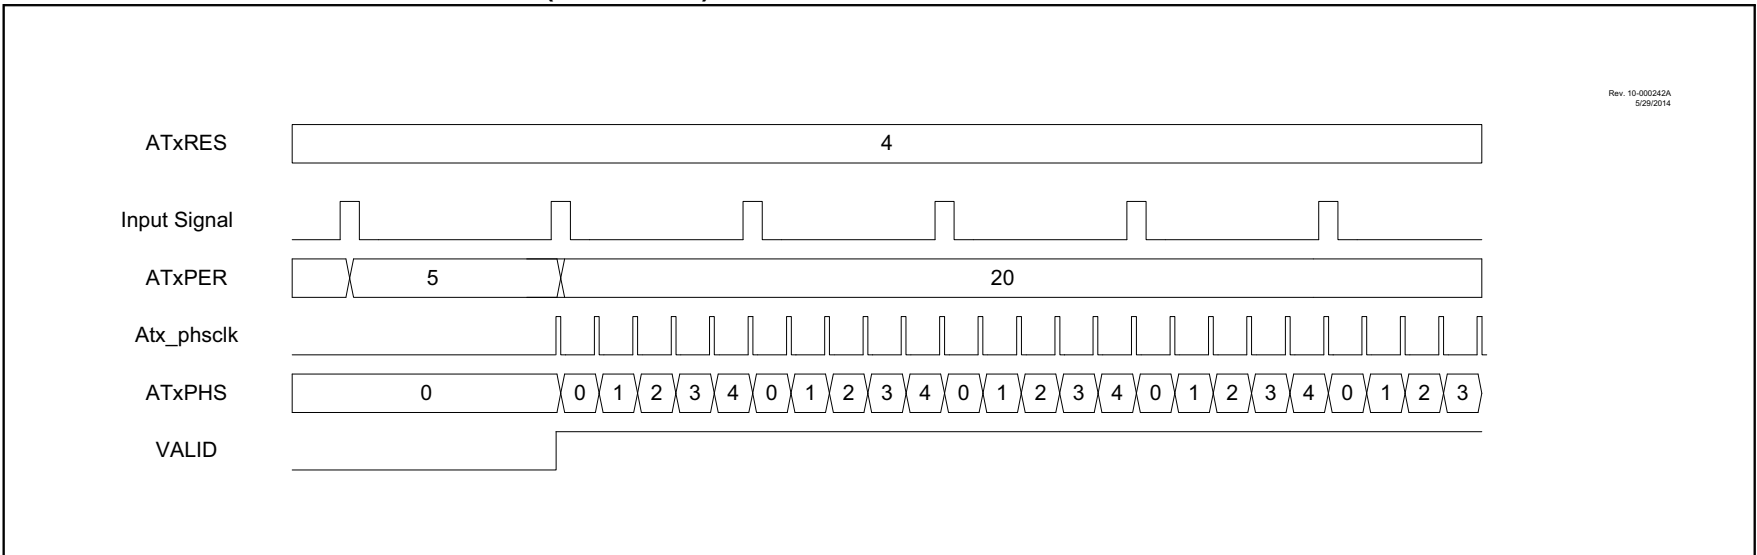 Rev. 10-000242A
5/29/2014
ATxRES 4
Input Signal
ATxPER 5 20
Atx_phsclk
ATxPHS 0 0 1 2 3 4 0 1 2 3 4 0 1 2 3 4 0 1 2 3 4 0 1 2 3
VALID